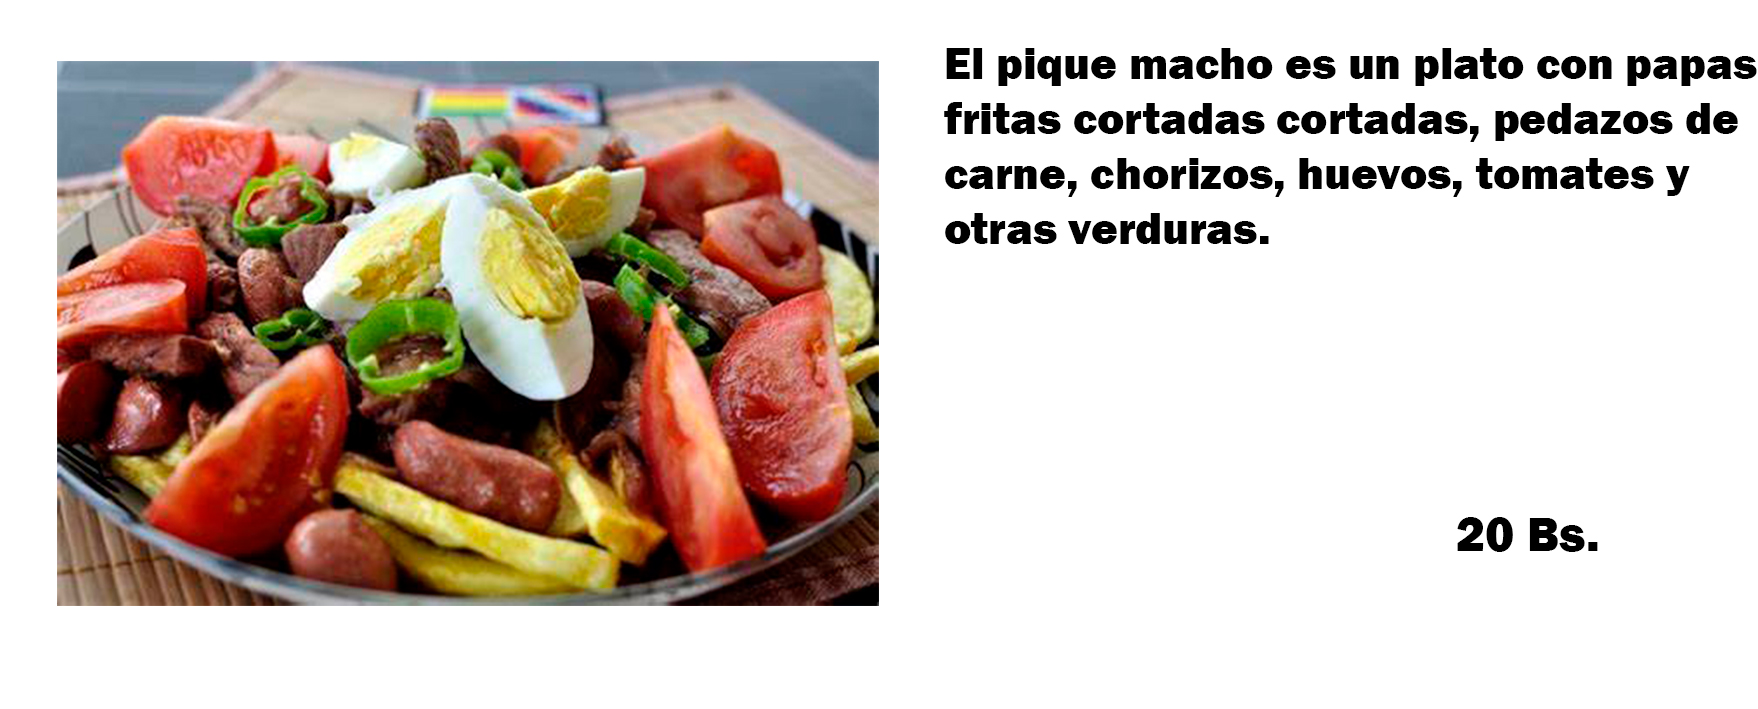 El pique macho es un plato con papas
fritas cortadas cortadas, pedazos de
carne, chorizos, huevos, tomates y
otras verduras.
20 Bs.